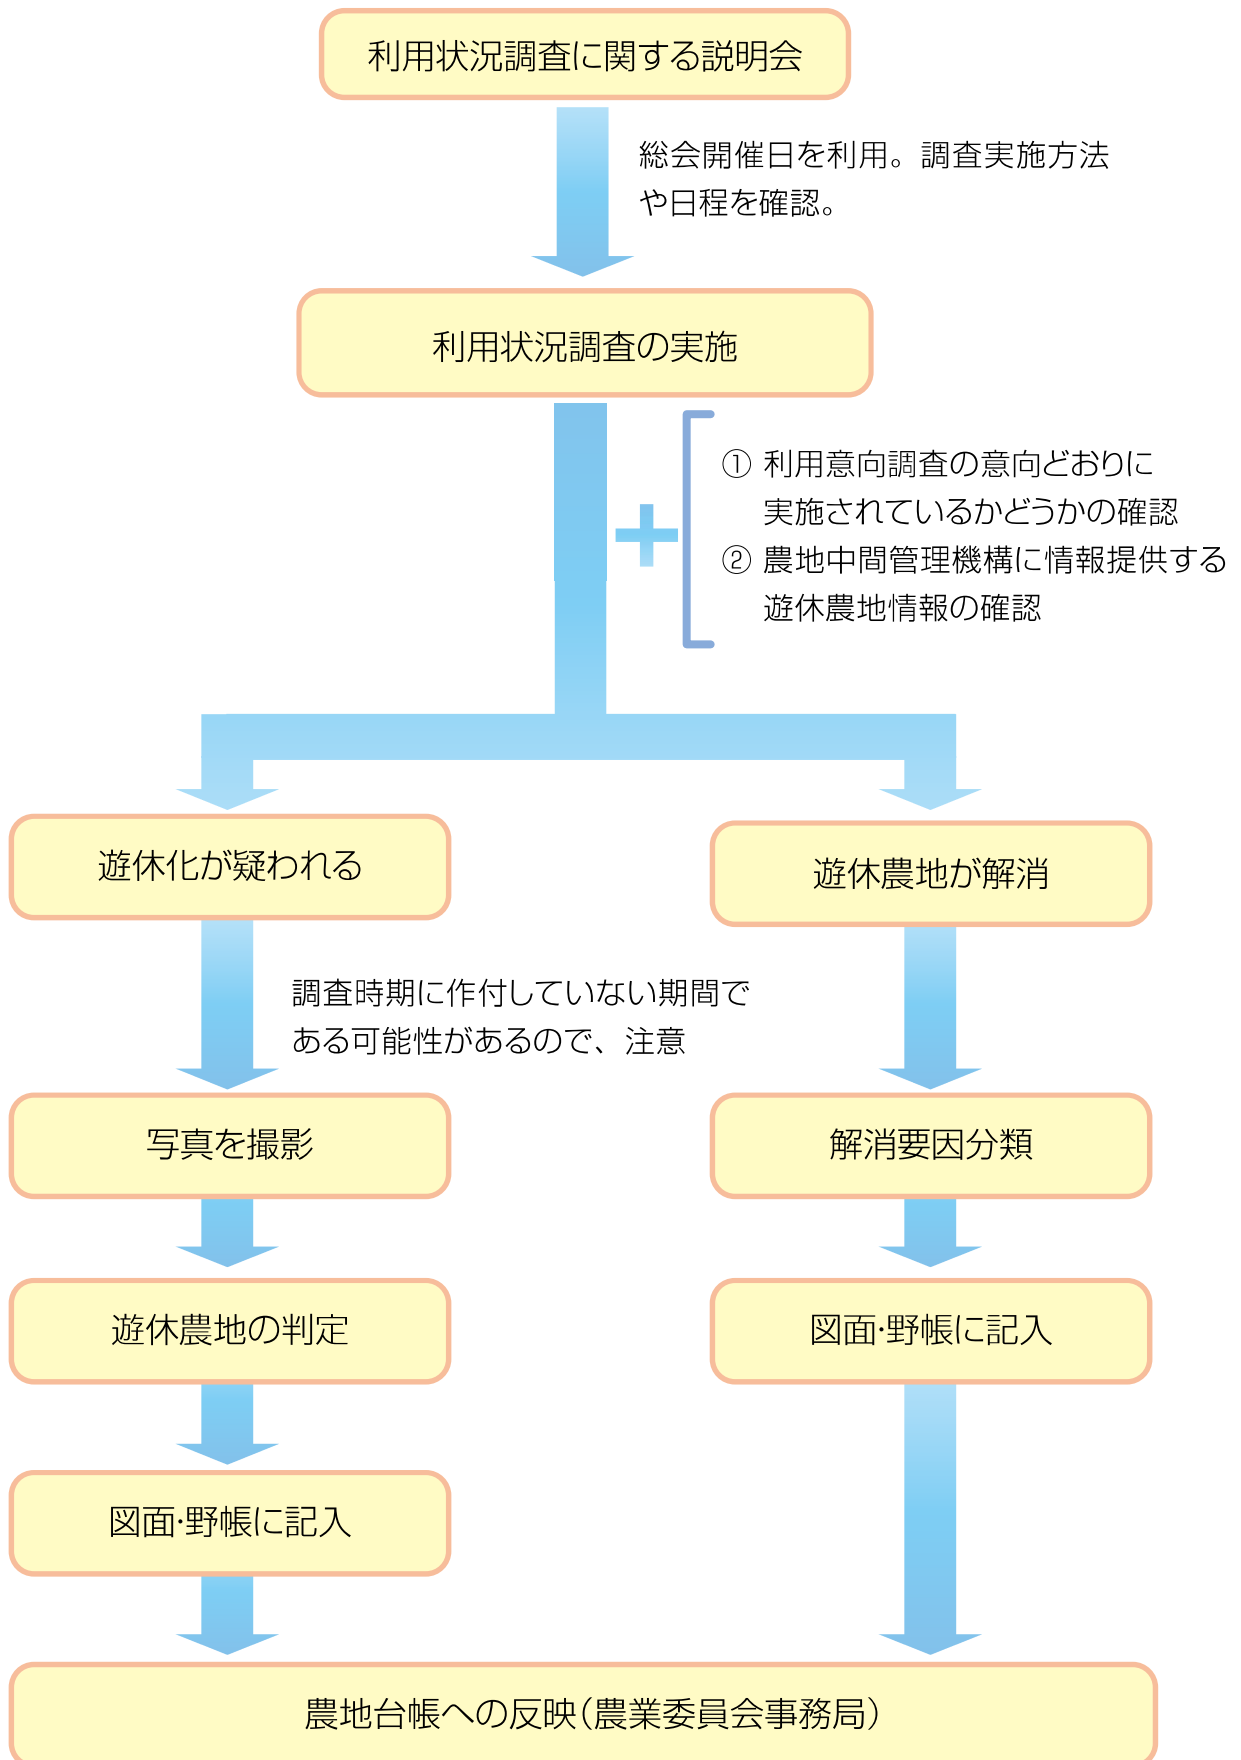 利用状況調査に関する説明会
総会開催日を利用。調査実施方法
や日程を確認。
利用状況調査の実施
① 利用意向調査の意向どおりに
実施されているかどうかの確認
② 農地中間管理機構に情報提供する
遊休農地情報の確認
遊休化が疑われる
遊休農地が解消
調査時期に作付していない期間で
ある可能性があるので、注意
写真を撮影
解消要因分類
遊休農地の判定
図面・野帳に記入
図面・野帳に記入
農地台帳への反映（農業委員会事務局）